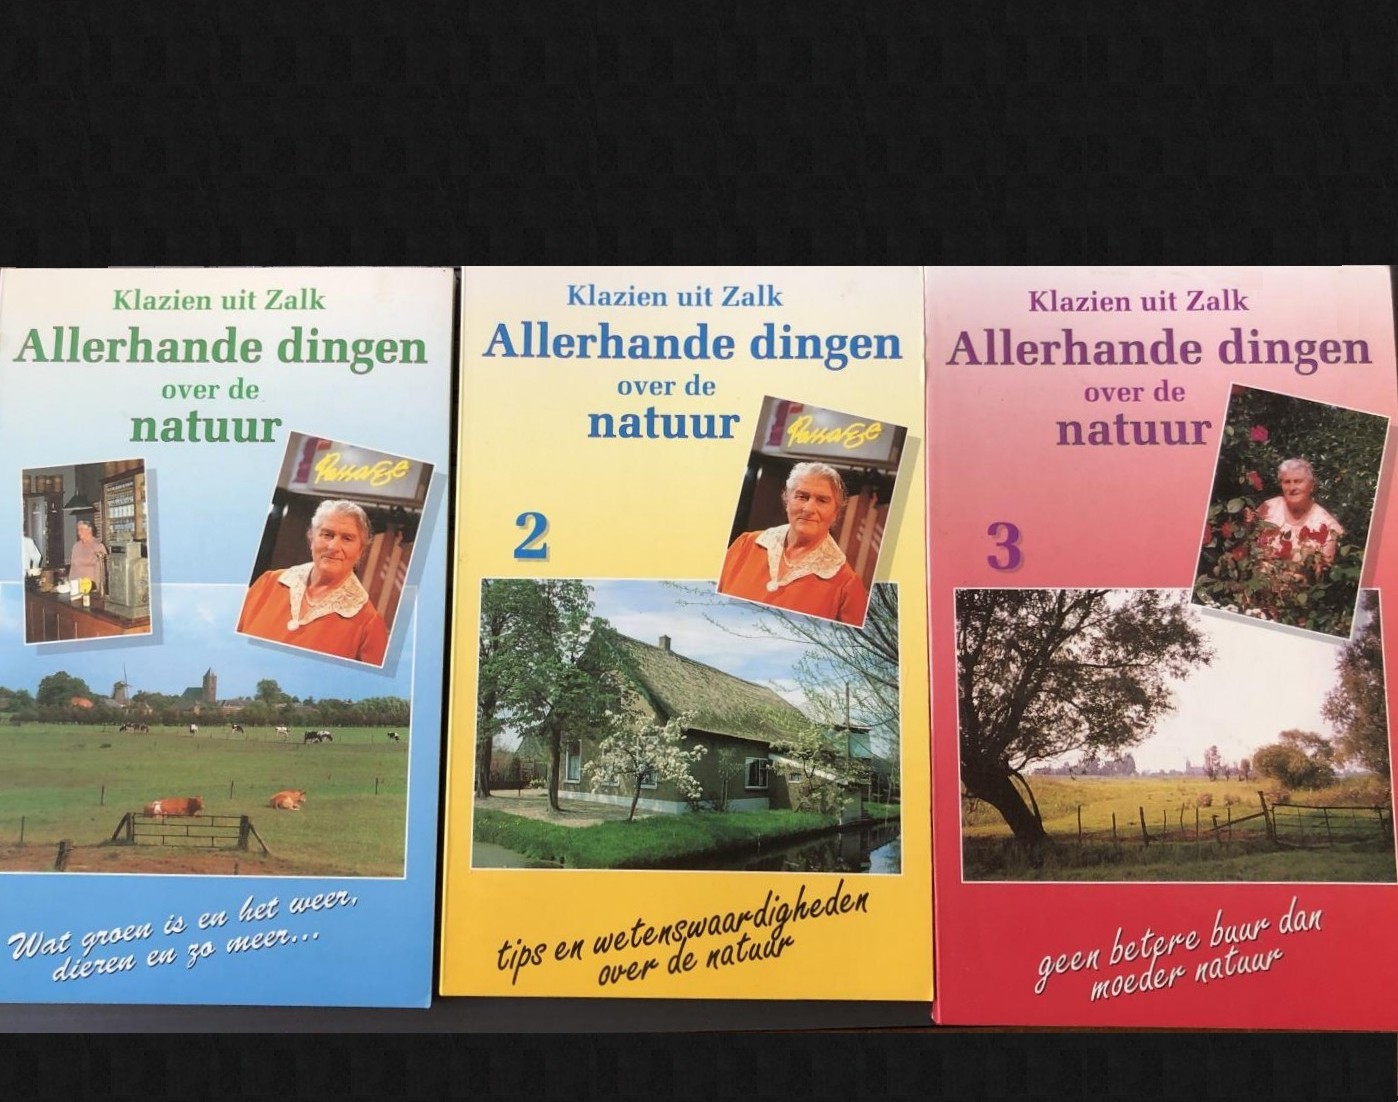 Klazien uit Zalk
Allerhande dingen
over de
natuur
Passage
Wat groen is en het weer,
dieren en zo meer...
Klazien uit Zalk
Allerhande dingen
over de
natuur
Passage
2
tips en wetenswaardigheden
over de natuur
Klazien uit Zalk
Allerhande dingen
over de
natuur
3
geen betere buur dan
moeder natuur